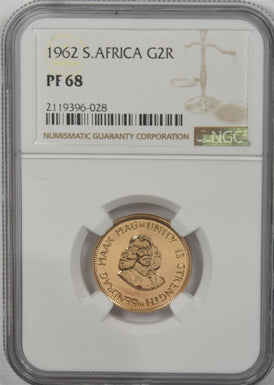 1962 S.AFRICA G2R
PF 68
2119396-028
NUMISMATIC GUARANTY CORPORATION
NGC
EENDRAG MAAK MAG · UNITY IS STRENGTH